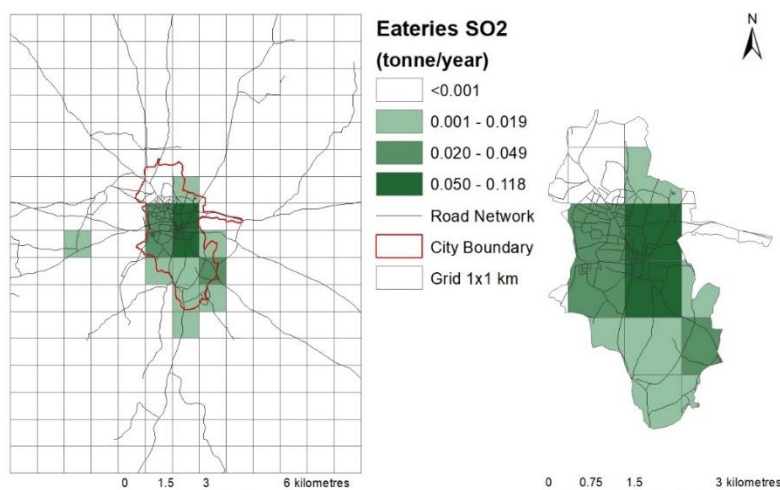 Eateries SO2
(tonne/year)
<0.001
0.001 - 0.019
0.020 - 0.049
0.050 - 0.118
Road Network
City Boundary
Grid 1x1 km
N
0 1.5 3 6 kilometres
0 0.75 1.5 3 kilometres